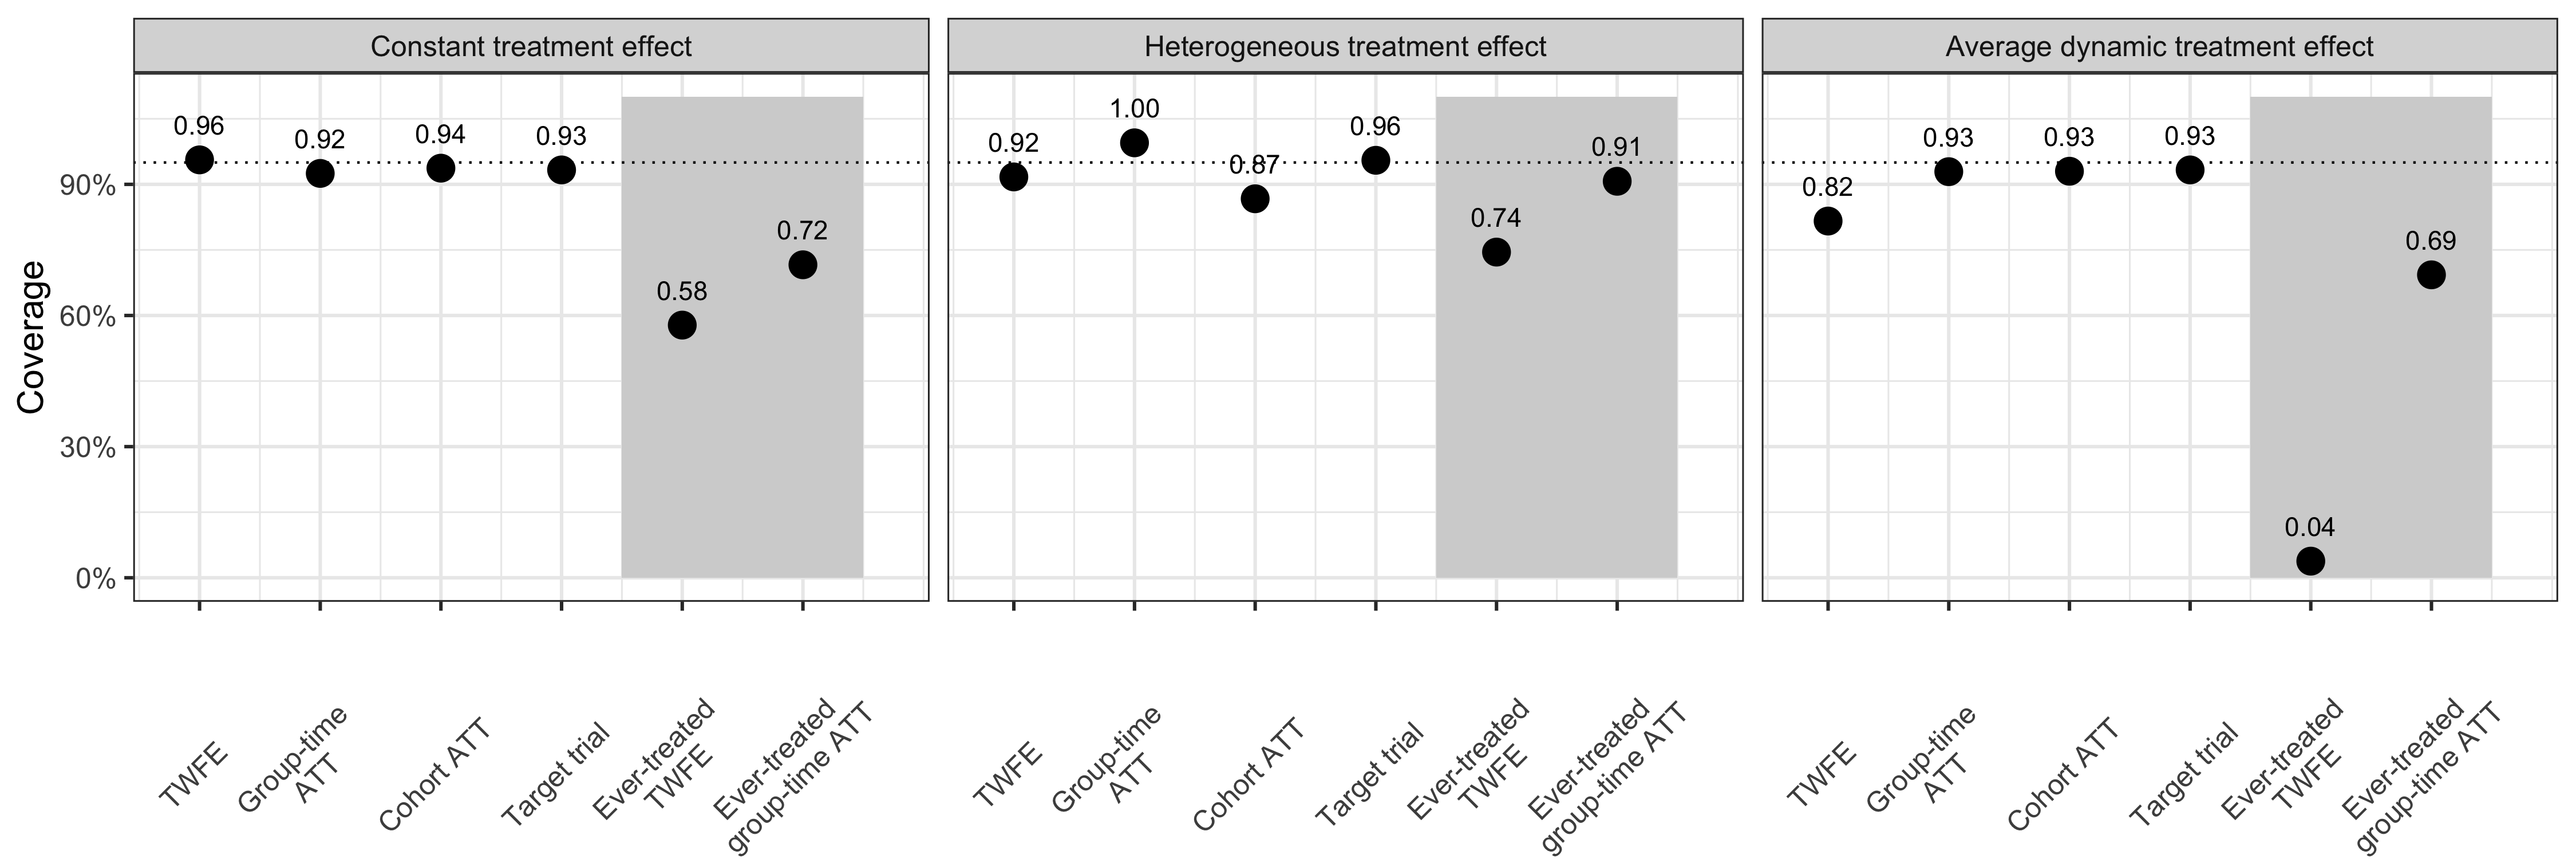 Constant treatment effect
Heterogeneous treatment effect
Average dynamic treatment effect
Coverage
90%
60%
30%
0%
0.96
0.92
0.94
0.93
0.58
0.72
0.92
1.00
0.87
0.96
0.74
0.91
0.82
0.93
0.93
0.93
0.04
0.69
TWFE
Group-time
ATT
Cohort ATT
Target trial
Ever-treated
TWFE
Ever-treated
group-time ATT
TWFE
Group-time
ATT
Cohort ATT
Target trial
Ever-treated
TWFE
Ever-treated
group-time ATT
TWFE
Group-time
ATT
Cohort ATT
Target trial
Ever-treated
TWFE
Ever-treated
group-time ATT